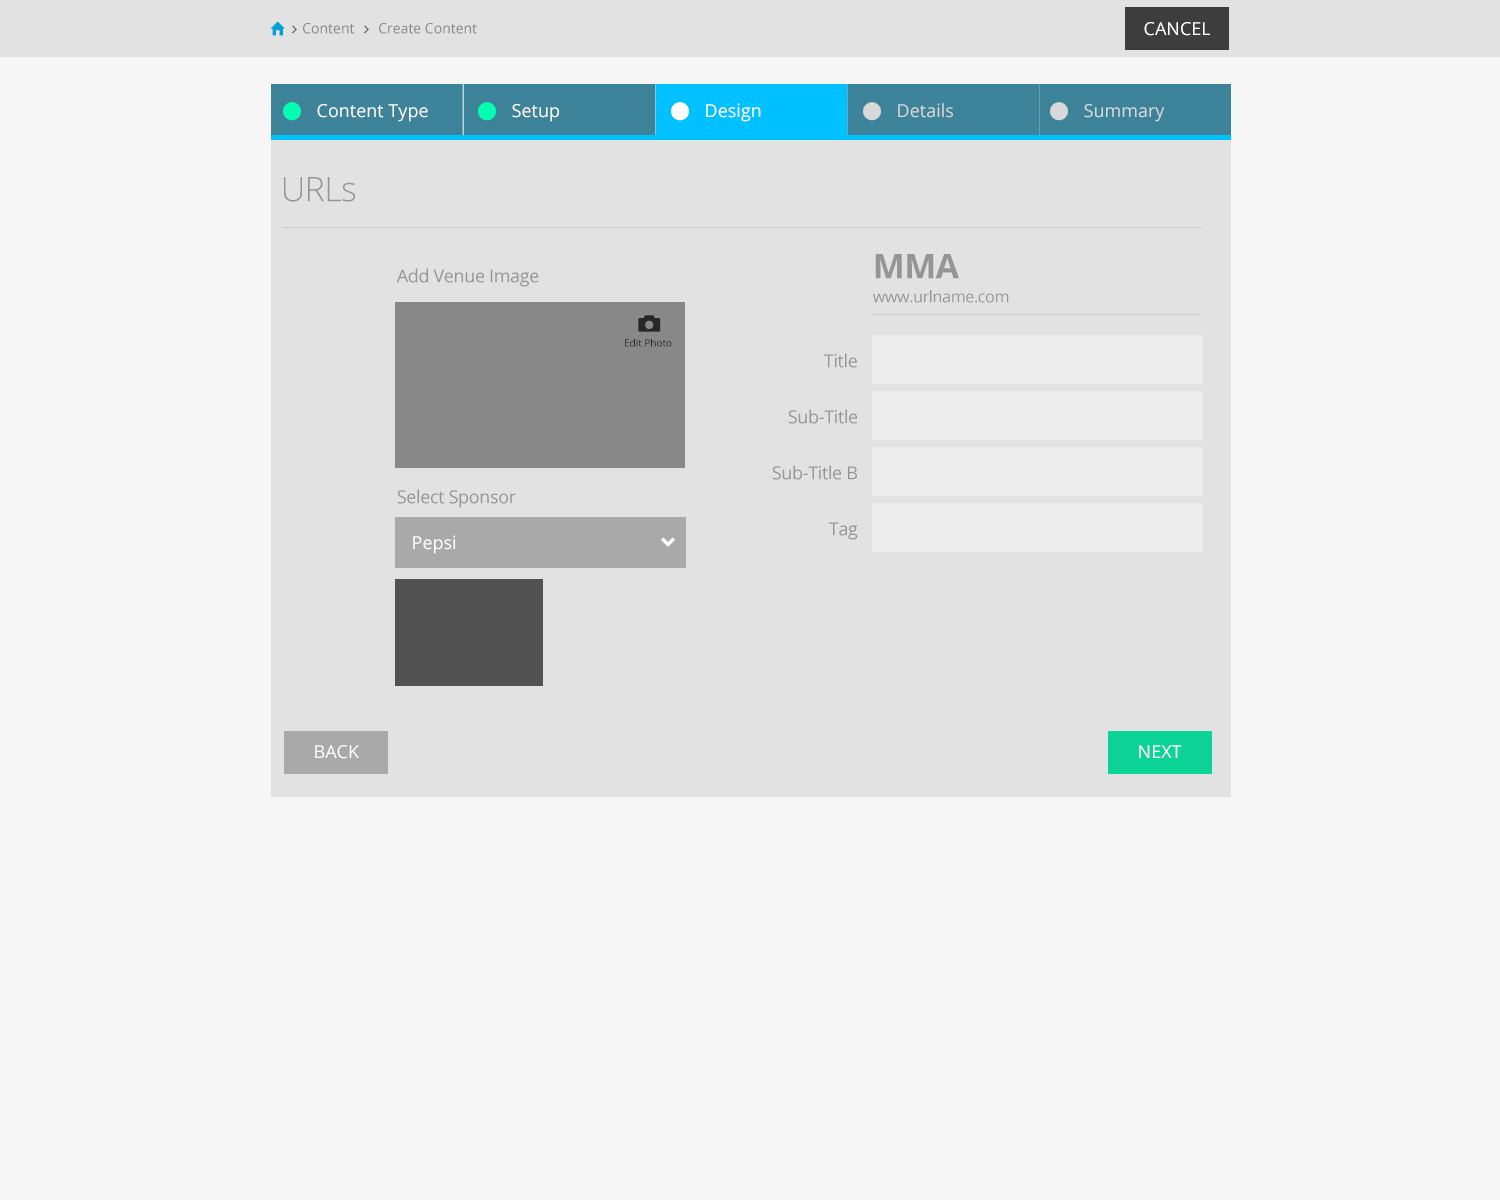 Content
Create Content
CANCEL
Content Type
Setup
Design
Details
Summary
URLs
Add Venue Image
Edit Photo
Select Sponsor
Pepsi
MMA
www.urlname.com
Title
Sub-Title
Sub-Title B
Tag
BACK
NEXT